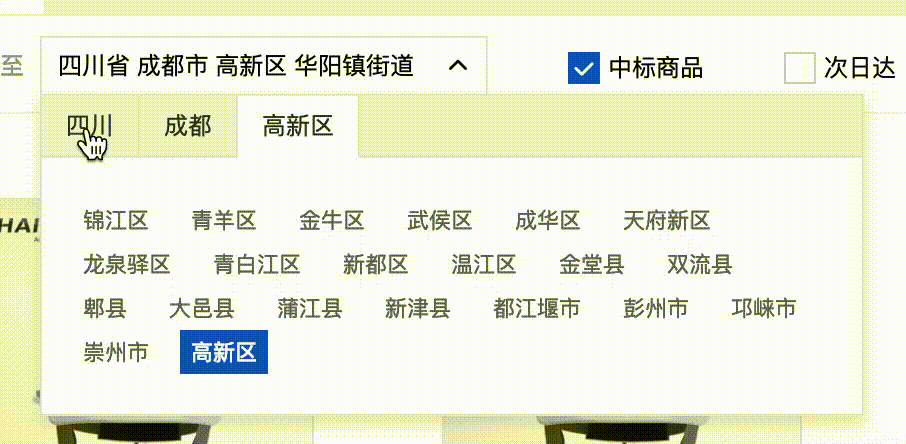 至 四川省 成都市 高新区 华阳镇街道 中标商品 次日达
四川 成都 高新区
锦江区 青羊区 金牛区 武侯区 成华区 天府新区
HAI
龙泉驿区 青白江区 新都区 温江区 金堂县 双流县
郫县 大邑县 蒲江县 新津县 都江堰市 彭州市 邛崃市
崇州市 高新区